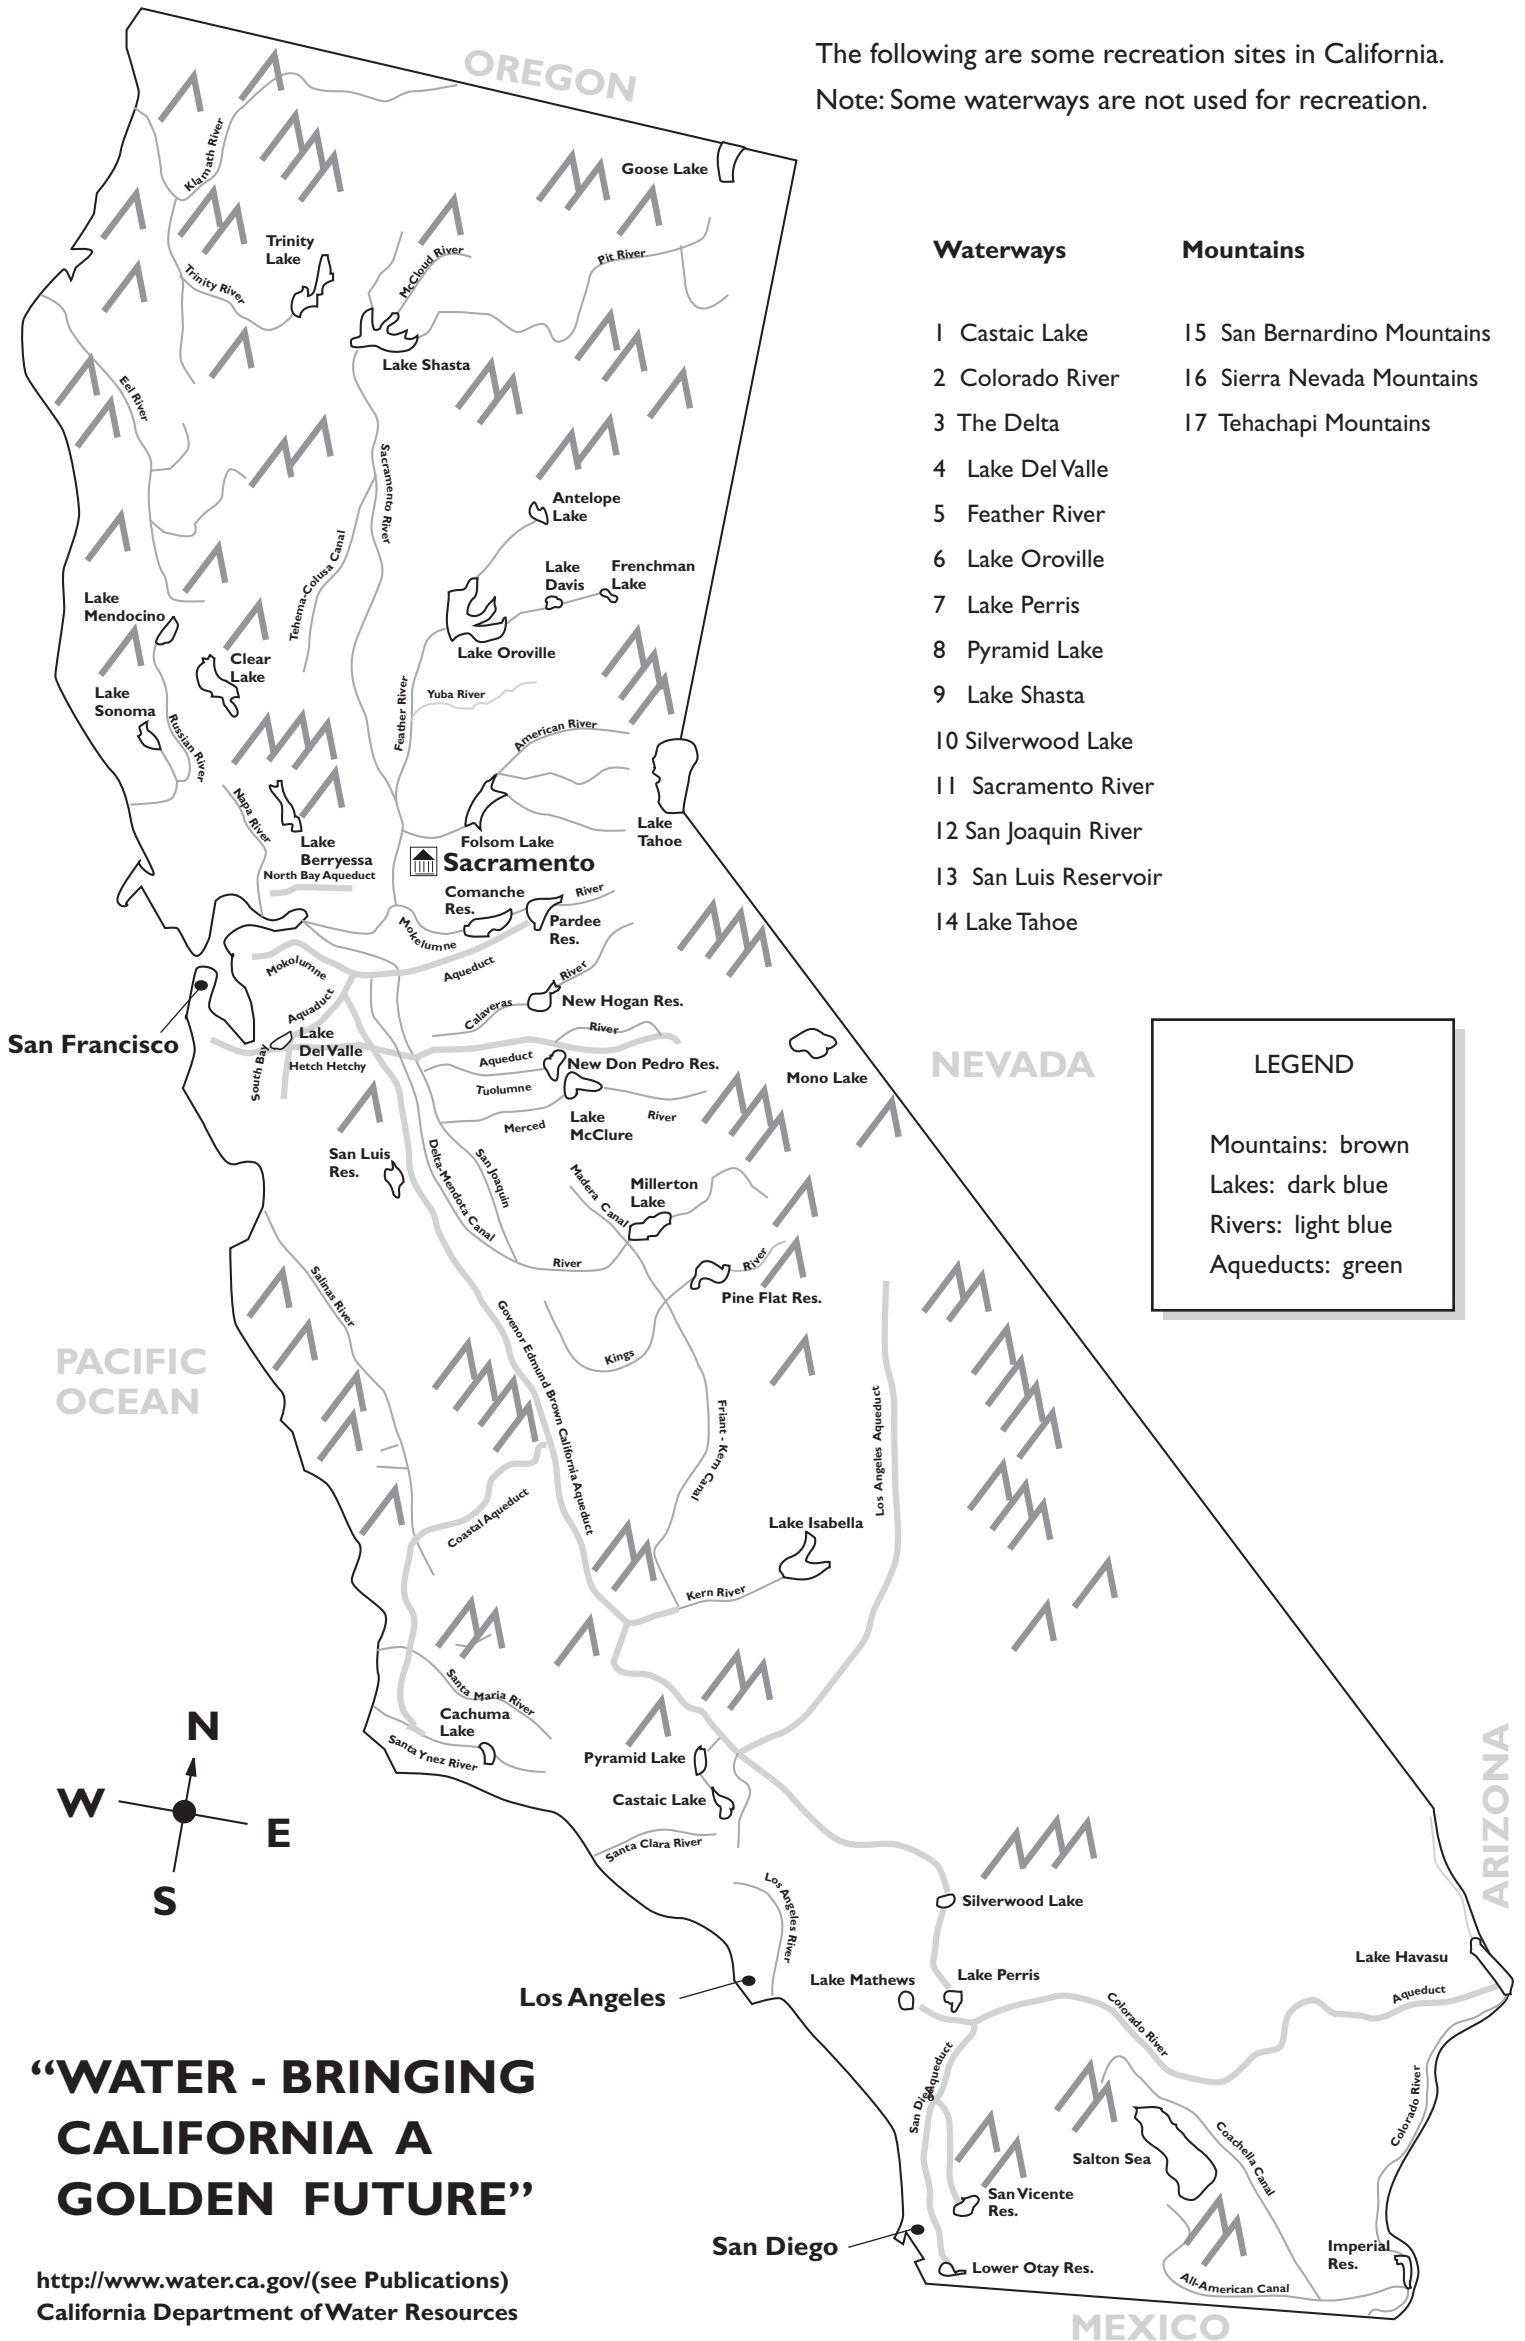 OREGON
The following are some recreation sites in California.
Note: Some waterways are not used for recreation.
Waterways
Mountains
1 Castaic Lake
2 Colorado River
3 The Delta
4 Lake Del Valle
5 Feather River
6 Lake Oroville
7 Lake Perris
8 Pyramid Lake
9 Lake Shasta
10 Silverwood Lake
11 Sacramento River
12 San Joaquin River
13 San Luis Reservoir
14 Lake Tahoe
15 San Bernardino Mountains
16 Sierra Nevada Mountains
17 Tehachapi Mountains
Goose Lake
Klamath River
Trinity
Lake
Trinity River
McCloud River
Pit River
Lake Shasta
Eel River
Sacramento River
Antelope
Lake
Tehema-Colusa Canal
Lake
Davis
Frenchman
Lake
Lake
Mendocino
Lake Oroville
Clear
Lake
Lake
Sonoma
Russian River
Feather River
Yuba River
American River
Napa River
Lake
Berryessa
North Bay Aqueduct
Folsom Lake
Lake
Tahoe
Sacramento
Comanche
Res.
River
Pardee
Res.
Mokelumne
Mokolumne
Aqueduct
Aquaduct
Calaveras
River
New Hogan Res.
San Francisco
Lake
Del Valle
Hetch Hetchy
South Bay
River
Aqueduct
New Don Pedro Res.
Tuolumne
Mono Lake
NEVADA
Merced
Lake
McClure
River
San Luis
Res.
Delta-Mendota Canal
San Joaquin
Madera Canal
Millerton
Lake
River
River
Pine Flat Res.
LEGEND
Mountains: brown
Lakes: dark blue
Rivers: light blue
Aqueducts: green
Salinas River
PACIFIC
OCEAN
Govenor Edmund Brown California Aqueduct
Kings
Friant - Kern Canal
Los Angeles Aqueduct
Coastal Aqueduct
Lake Isabella
Kern River
Santa Maria River
Cachuma
Lake
Santa Ynez River
Pyramid Lake
Castaic Lake
Santa Clara River
N
W
E
S
ARIZONA
Los Angeles River
Silverwood Lake
Lake Havasu
Lake Mathews
Lake Perris
Los Angeles
Colorado River
Aqueduct
San Diego
Aqueduct
Colorado River
Salton Sea
Coachella Canal
San Vicente
Res.
San Diego
Lower Otay Res.
Imperial
Res.
All-American Canal
MEXICO
“WATER - BRINGING
CALIFORNIA A
GOLDEN FUTURE”
http://www.water.ca.gov/(see Publications)
California Department of Water Resources